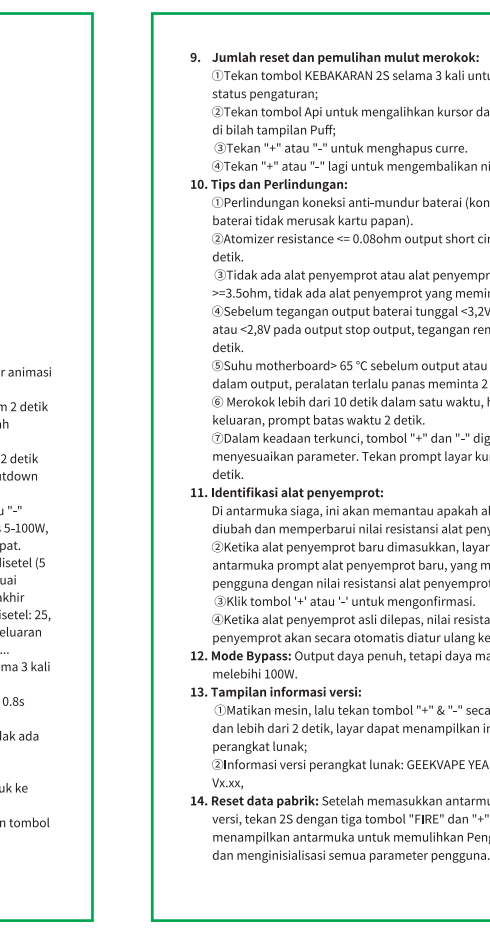 r animasi
m 2 detik
ah
2 detik
utdown
u "-"
s 5-100W,
pat.
disetel (5
uai
akhir
isetel: 25,
eluaran
...
ma 3 kali
0.8s
dak ada
uk ke
n tombol
9. Jumlah reset dan pemulihan mulut merokok:
①Tekan tombol KEBAKARAN 2S selama 3 kali untu
status pengaturan;
②Tekan tombol Api untuk mengalihkan kursor da
di bilah tampilan Puff;
③Tekan "+" atau "-" untuk menghapus curre.
④Tekan "+" atau "-" lagi untuk mengembalikan ni
10. Tips dan Perlindungan:
①Perlindungan koneksi anti-mundur baterai (kon
baterai tidak merusak kartu papan).
②Atomizer resistance <= 0.08ohm output short cir
detik.
③Tidak ada alat penyemprot atau alat penyempr
>=3.5ohm, tidak ada alat penyemprot yang memin
④Sebelum tegangan output baterai tunggal <3,2V
atau <2,8V pada output stop output, tegangan ren
detik.
⑤Suhu motherboard> 65 °C sebelum output atau
dalam output, peralatan terlalu panas meminta 2
⑥ Merokok lebih dari 10 detik dalam satu waktu, h
keluaran, prompt batas waktu 2 detik.
⑦Dalam keadaan terkunci, tombol "+" dan "-" dig
menyesuaikan parameter. Tekan prompt layar kun
detik.
11. Identifikasi alat penyemprot:
Di antarmuka siaga, ini akan memantau apakah al
diubah dan memperbarui nilai resistansi alat peny
②Ketika alat penyemprot baru dimasukkan, layar
antarmuka prompt alat penyemprot baru, yang m
pengguna dengan nilai resistansi alat penyemprot
③Klik tombol '+' atau '-' untuk mengonfirmasi.
④Ketika alat penyemprot asli dilepas, nilai resista
penyemprot akan secara otomatis diatur ulang ke
12. Mode Bypass: Output daya penuh, tetapi daya ma
melebihi 100W.
13. Tampilan informasi versi:
①Matikan mesin, lalu tekan tombol "+" & "-" seca
dan lebih dari 2 detik, layar dapat menampilkan in
perangkat lunak;
②Informasi versi perangkat lunak: GEEKVAPE YEA
Vx.xx,
14. Reset data pabrik: Setelah memasukkan antarmu
versi, tekan 2S dengan tiga tombol "FIRE" dan "+"
menampilkan antarmuka untuk memulihkan Peng
dan menginisialisasi semua parameter pengguna.